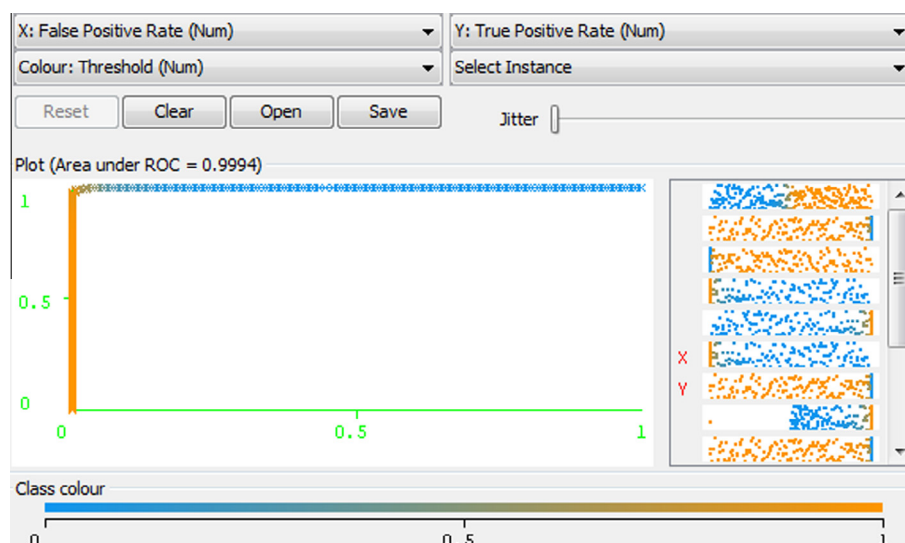 X: False Positive Rate (Num) Y: True Positive Rate (Num)
Colour: Threshold (Num) Select Instance
Reset Clear Open Save Jitter
Plot (Area under ROC = 0.9994)
1
0.5
0
0 0.5 1
X
Y
Class colour
0 0.5 1